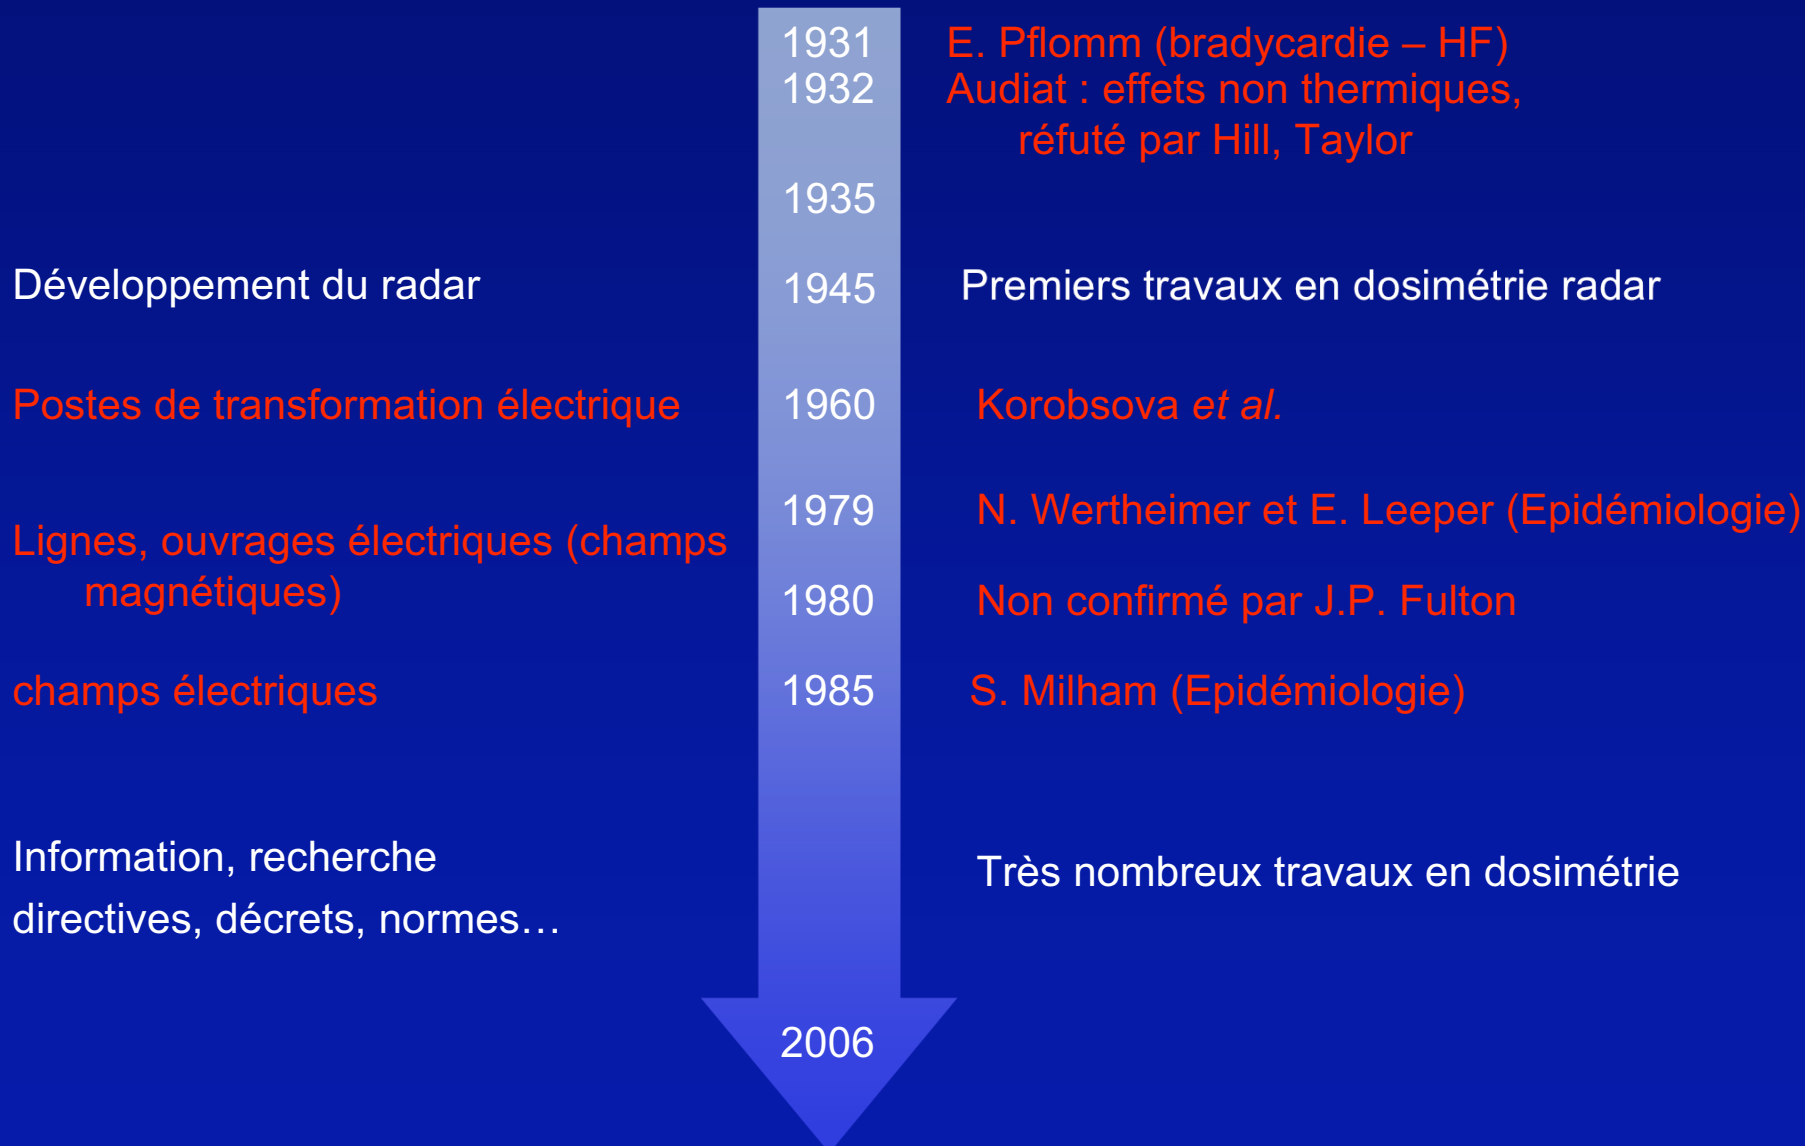 1931 E. Pflomm (bradycardie – HF)
1932 Audiat : effets non thermiques,
réfuté par Hill, Taylor
1935
Développement du radar 1945 Premiers travaux en dosimétrie radar
Postes de transformation électrique 1960 Korobsova et al.
1979 N. Wertheimer et E. Leeper (Epidémiologie)
Lignes, ouvrages électriques (champs
magnétiques)
1980 Non confirmé par J.P. Fulton
champs électriques 1985 S. Milham (Epidémiologie)
Information, recherche
Très nombreux travaux en dosimétrie
directives, décrets, normes…
2006